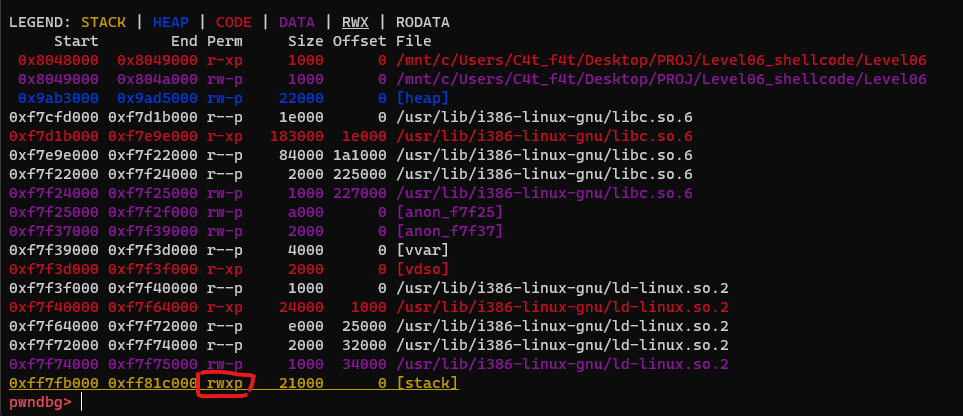 LEGEND: STACK | HEAP | CODE | DATA | RWX | RODATA
Start End Perm Size Offset File
0x8048000 0x8049000 r-xp 1000 0 /mnt/c/Users/C4t_f4t/Desktop/PROJ/Level06_shellcode/Level06
0x8049000 0x804a000 rw-p 1000 0 /mnt/c/Users/C4t_f4t/Desktop/PROJ/Level06_shellcode/Level06
0x9ab3000 0x9ad5000 rw-p 22000 0 [heap]
0xf7cfd000 0xf7d1b000 r--p 1e000 0 /usr/lib/i386-linux-gnu/libc.so.6
0xf7d1b000 0xf7e9e000 r-xp 183000 1e000 /usr/lib/i386-linux-gnu/libc.so.6
0xf7e9e000 0xf7f22000 r--p 84000 1a1000 /usr/lib/i386-linux-gnu/libc.so.6
0xf7f22000 0xf7f24000 r--p 2000 225000 /usr/lib/i386-linux-gnu/libc.so.6
0xf7f24000 0xf7f25000 rw-p 1000 227000 /usr/lib/i386-linux-gnu/libc.so.6
0xf7f25000 0xf7f2f000 rw-p a000 0 [anon_f7f25]
0xf7f37000 0xf7f39000 rw-p 2000 0 [anon_f7f37]
0xf7f39000 0xf7f3d000 r--p 4000 0 [vvar]
0xf7f3d000 0xf7f3f000 r-xp 2000 0 [vdso]
0xf7f3f000 0xf7f40000 r--p 1000 0 /usr/lib/i386-linux-gnu/ld-linux.so.2
0xf7f40000 0xf7f64000 r-xp 24000 1000 /usr/lib/i386-linux-gnu/ld-linux.so.2
0xf7f64000 0xf7f72000 r--p e000 25000 /usr/lib/i386-linux-gnu/ld-linux.so.2
0xf7f72000 0xf7f74000 r--p 2000 32000 /usr/lib/i386-linux-gnu/ld-linux.so.2
0xf7f74000 0xf7f75000 rw-p 1000 34000 /usr/lib/i386-linux-gnu/ld-linux.so.2
0xff7fb000 0xff81c000 rwxp 21000 0 [stack]
pwndbg>